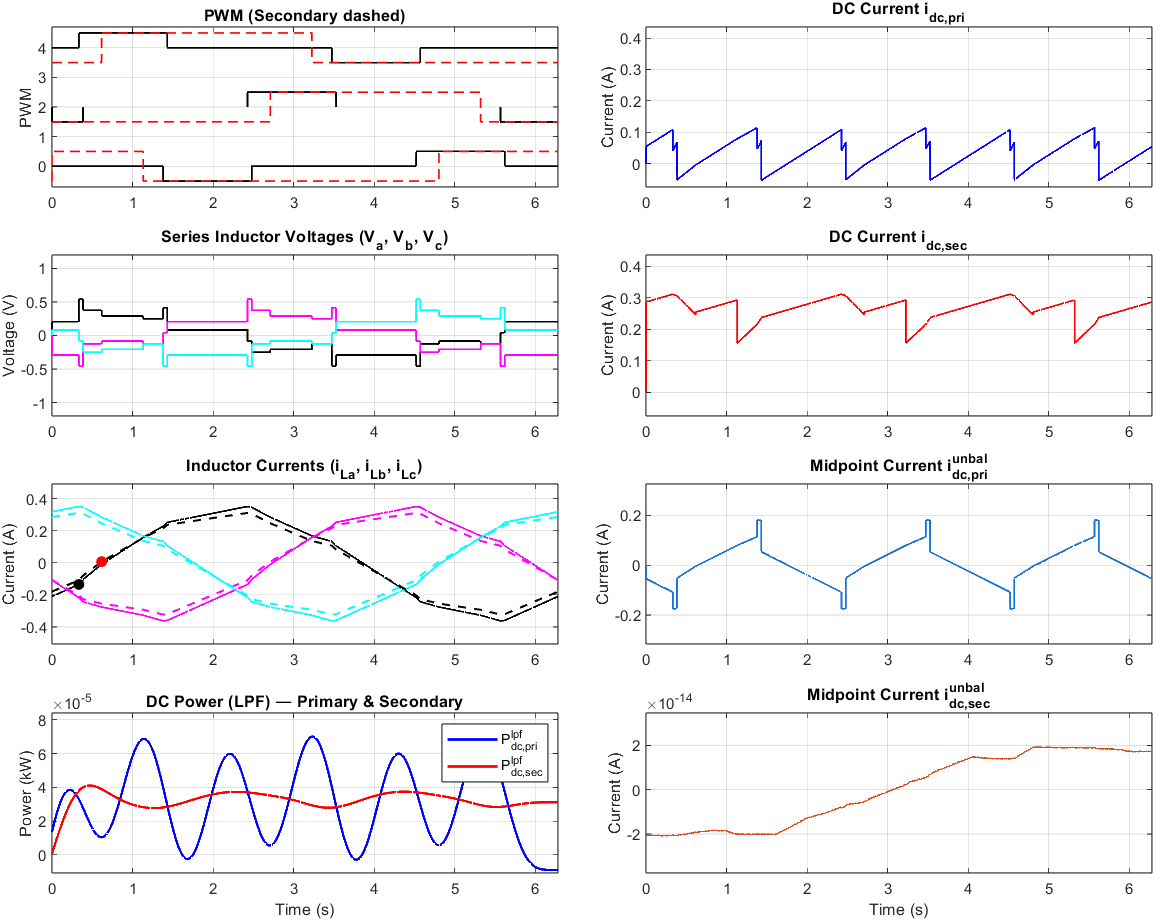 PWM (Secondary dashed)
PWM
4
3
2
1
0
0 1 2 3 4 5 6
DC Current i_dc,pri
Current (A)
0.4
0.3
0.2
0.1
0
0 1 2 3 4 5 6
Series Inductor Voltages (V_a, V_b, V_c)
Voltage (V)
1
0.5
0
-0.5
-1
0 1 2 3 4 5 6
DC Current i_dc,sec
Current (A)
0.4
0.3
0.2
0.1
0
0 1 2 3 4 5 6
Inductor Currents (i_La, i_Lb, i_Lc)
Current (A)
0.4
0.2
0
-0.2
-0.4
0 1 2 3 4 5 6
Midpoint Current i_dc,pri^unbal
Current (A)
0.2
0
-0.2
0 1 2 3 4 5 6
×10^-5
DC Power (LPF) — Primary & Secondary
Power (kW)
8
6
4
2
0
P_dc,pri^lpf
P_dc,sec^lpf
0 1 2 3 4 5 6
Time (s)
×10^-14
Midpoint Current i_dc,sec^unbal
Current (A)
2
0
-2
0 1 2 3 4 5 6
Time (s)